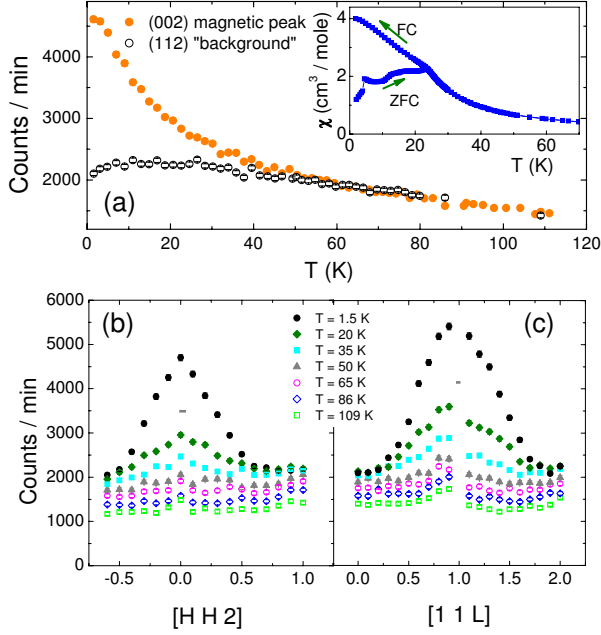 (002) magnetic peak
(112) "background"
Counts / min
4000
3000
2000
(a)
0 20 40 60 80 100 120
T (K)
χ (cm³ / mole)
4
2
0
FC
ZFC
0 20 40 60
T (K)
Counts / min
6000
5000
4000
3000
2000
1000
0
(b)
T = 1.5 K
T = 20 K
T = 35 K
T = 50 K
T = 65 K
T = 86 K
T = 109 K
(c)
-0.5 0.0 0.5 1.0
0.0 0.5 1.0 1.5 2.0
[H H 2]
[1 1 L]